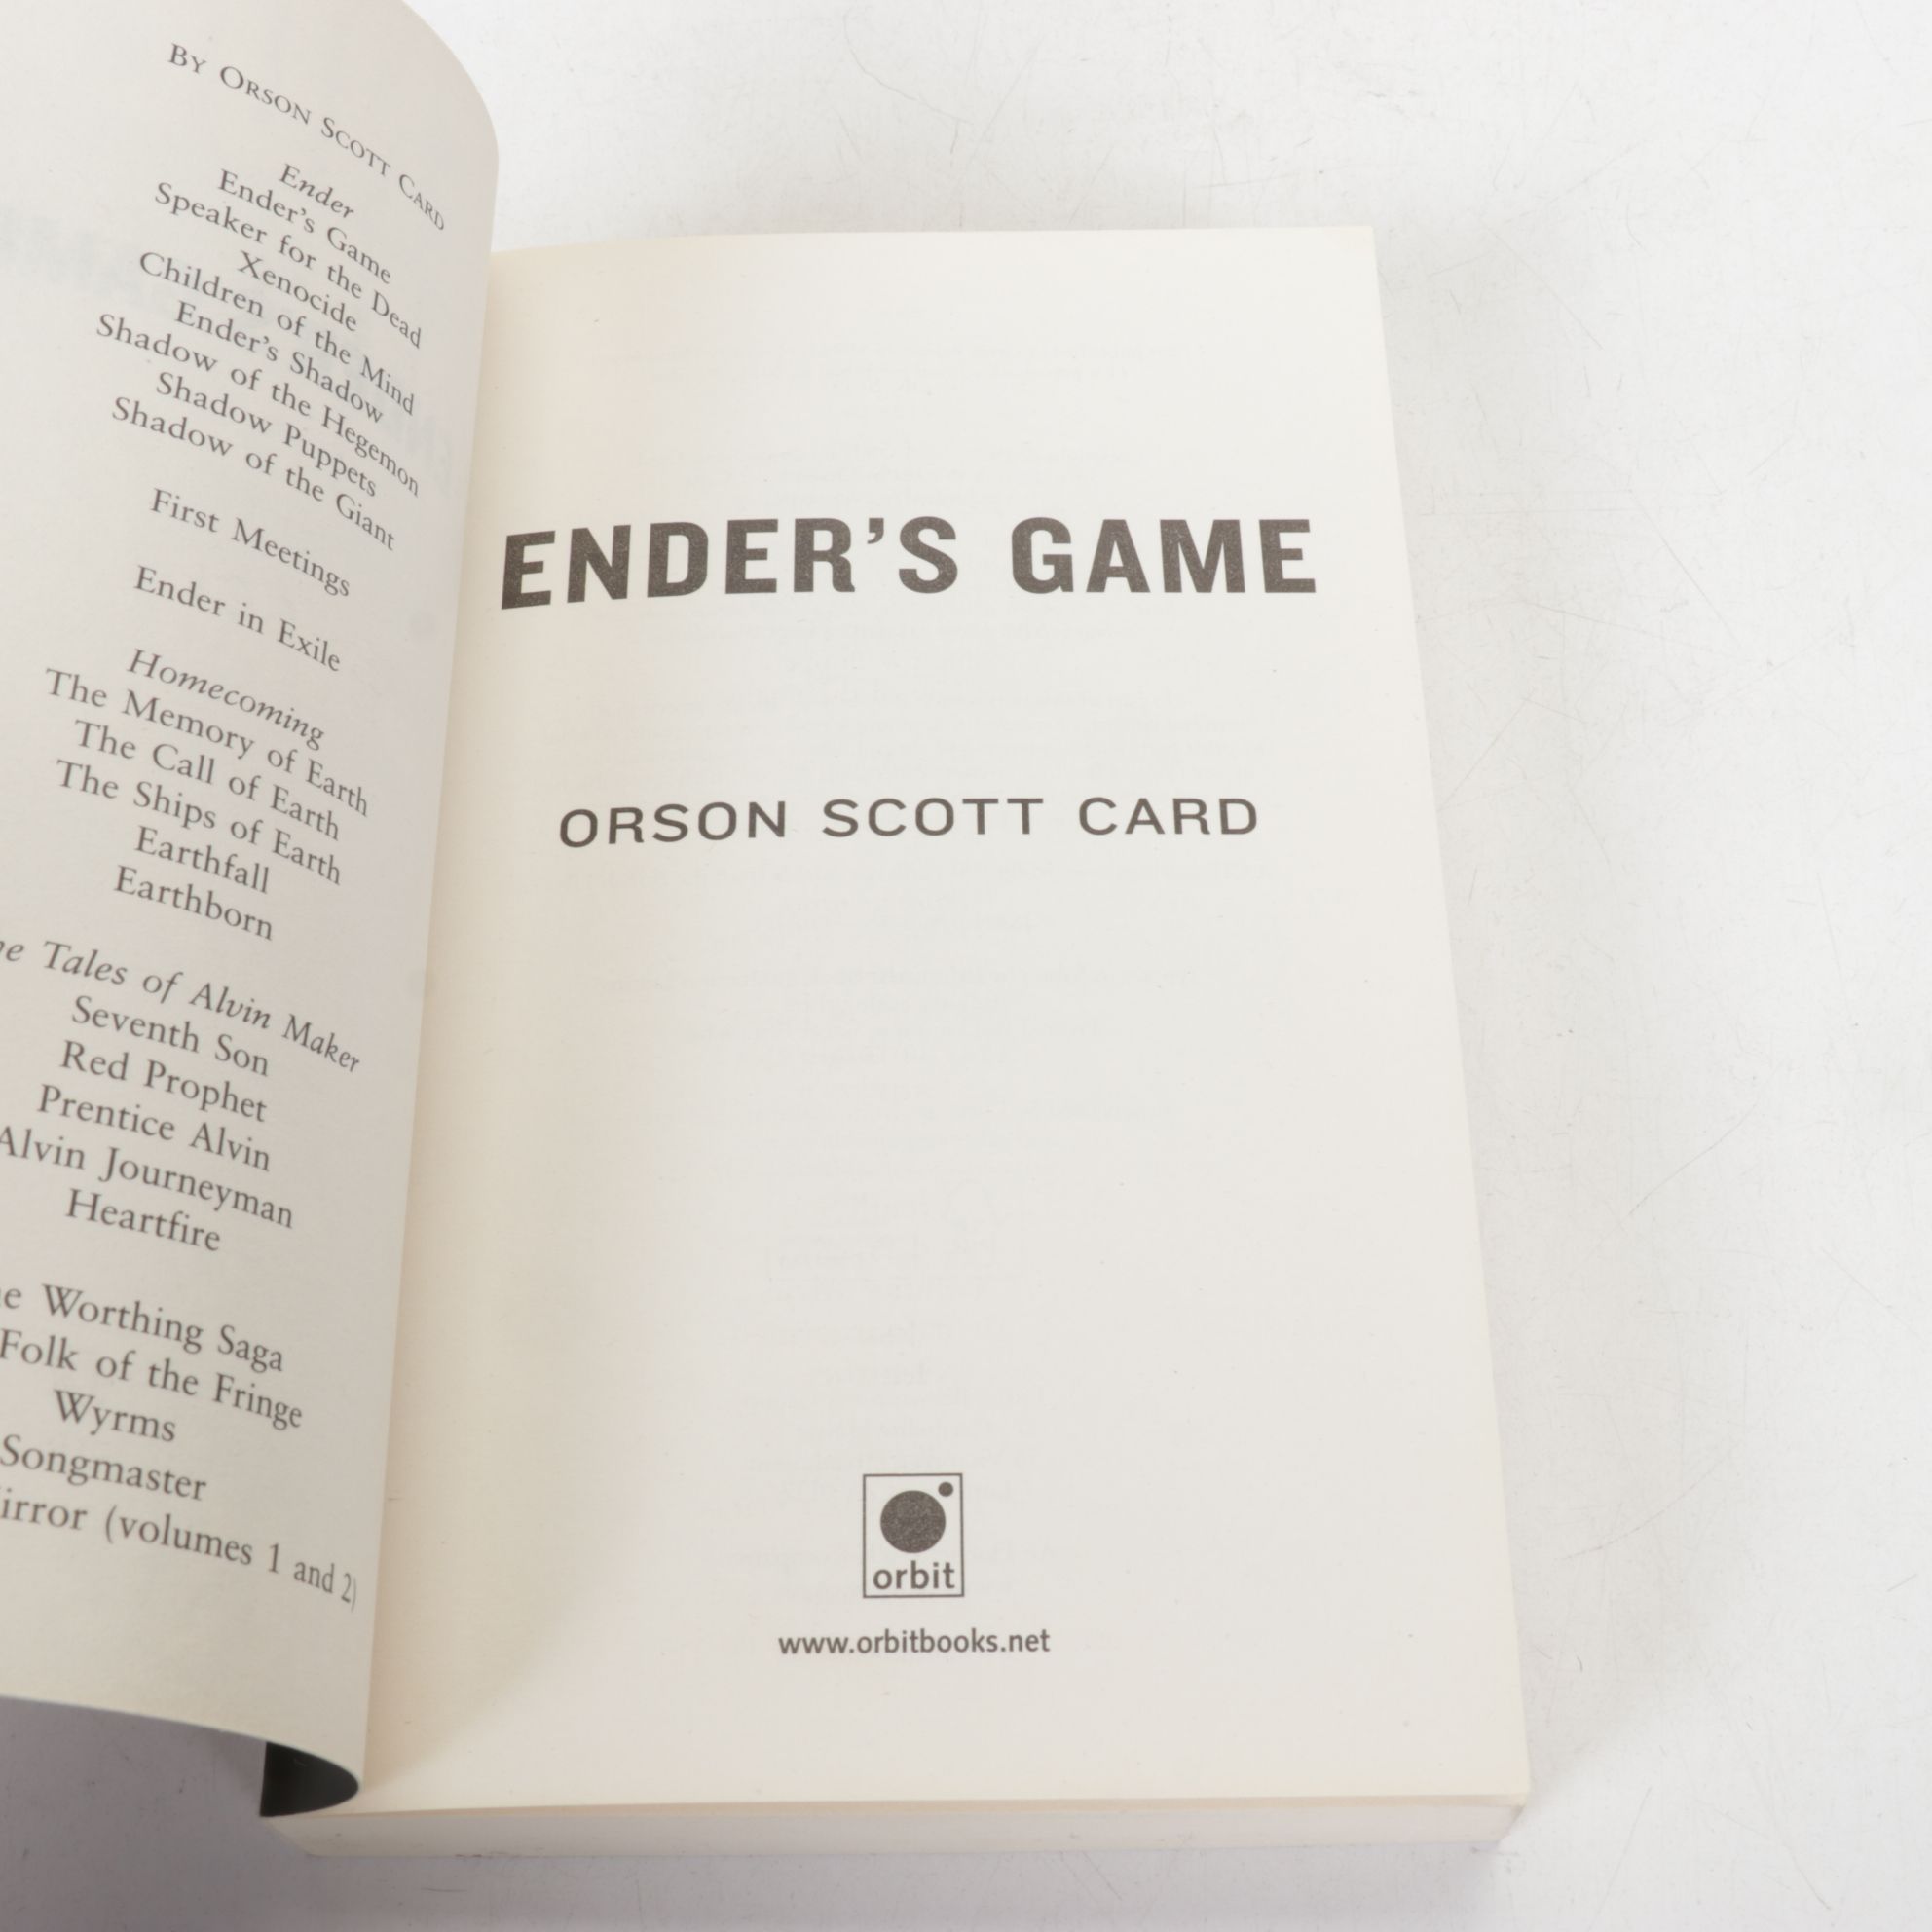 BY ORSON SCOTT CARD
Ender
Ender's Game
Speaker for the Dead
Xenocide
Children of the Mind
Ender's Shadow
Shadow of the Hegemon
Shadow Puppets
Shadow of the Giant
First Meetings
Ender in Exile
Homecoming
The Memory of Earth
The Call of Earth
The Ships of Earth
Earthfall
Earthborn
Tales of Alvin Maker
Seventh Son
Red Prophet
Prentice Alvin
Alvin Journeyman
Heartfire
Worthing Saga
Folk of the Fringe
Wyrms
Songmaster
(volumes 1 and 2)
ENDER'S GAME
ORSON SCOTT CARD
orbit
www.orbitbooks.net